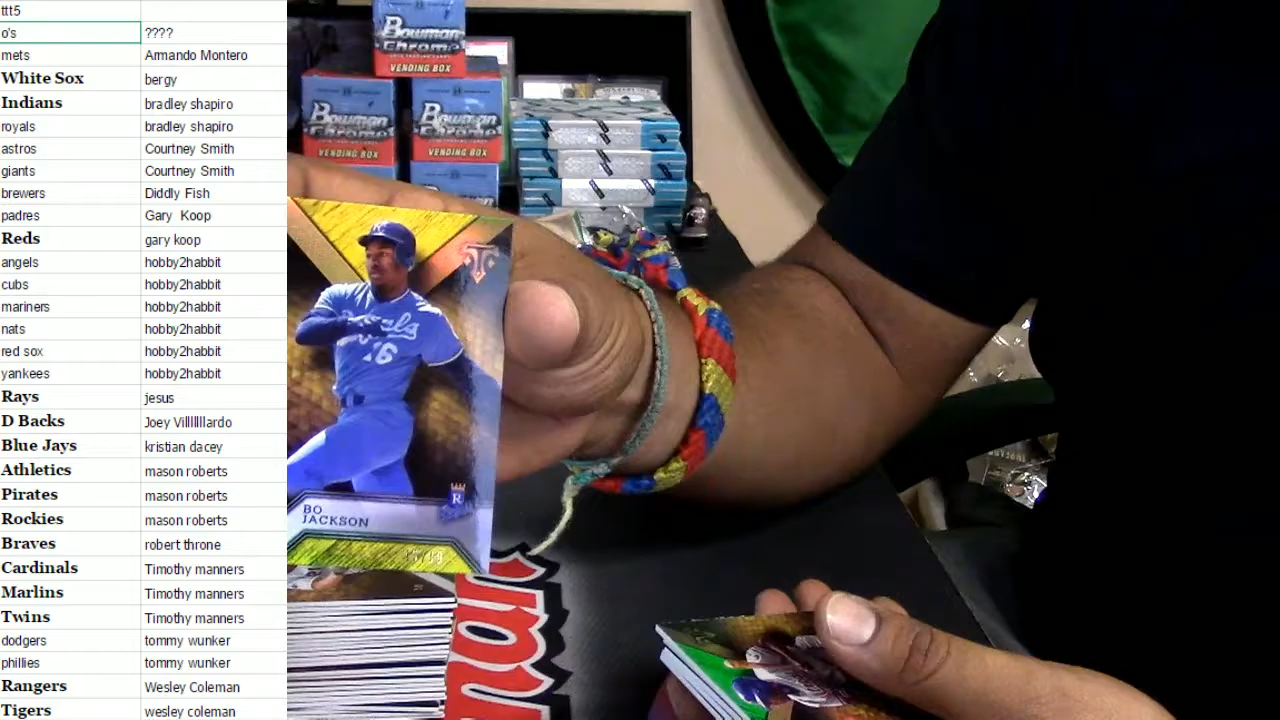 ttt5
o's ????
mets Armando Montero
White Sox bergy
Indians bradley shapiro
royals bradley shapiro
astros Courtney Smith
giants Courtney Smith
brewers Diddly Fish
padres Gary Koop
Reds gary koop
angels hobby2habbit
cubs hobby2habbit
mariners hobby2habbit
nats hobby2habbit
red sox hobby2habbit
yankees hobby2habbit
Rays jesus
D Backs Joey Villlllllardo
Blue Jays kristian dacey
Athletics mason roberts
Pirates mason roberts
Rockies mason roberts
Braves robert throne
Cardinals Timothy manners
Marlins Timothy manners
Twins Timothy manners
dodgers tommy wunker
phillies tommy wunker
Rangers Wesley Coleman
Tigers wesley coleman
Bowman
Chrome
VENDING BOX
Bowman
Chrome
VENDING BOX
Bowman
Chrome
VENDING BOX
Royals
16
R
BO
JACKSON